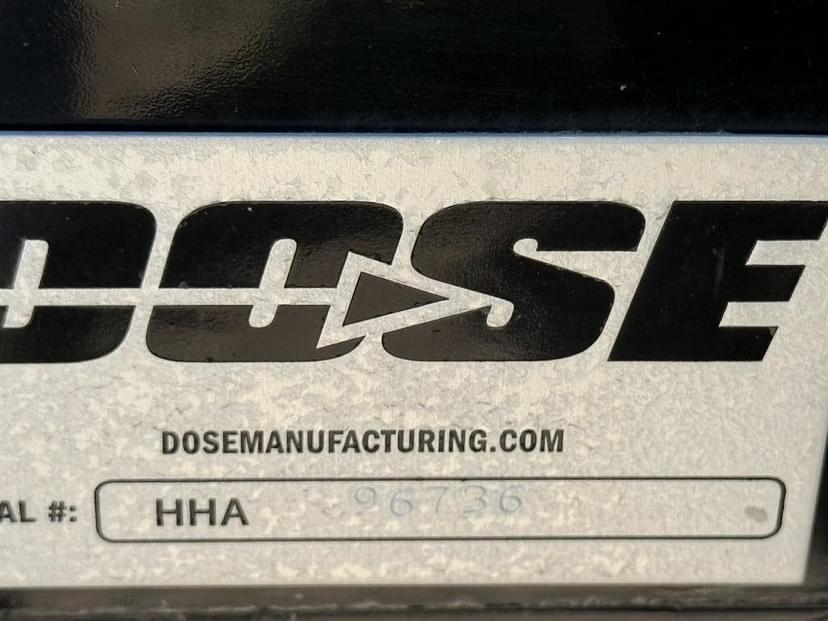 DOSE
DOSEMANUFACTURING.COM
AL #: HHA 96736